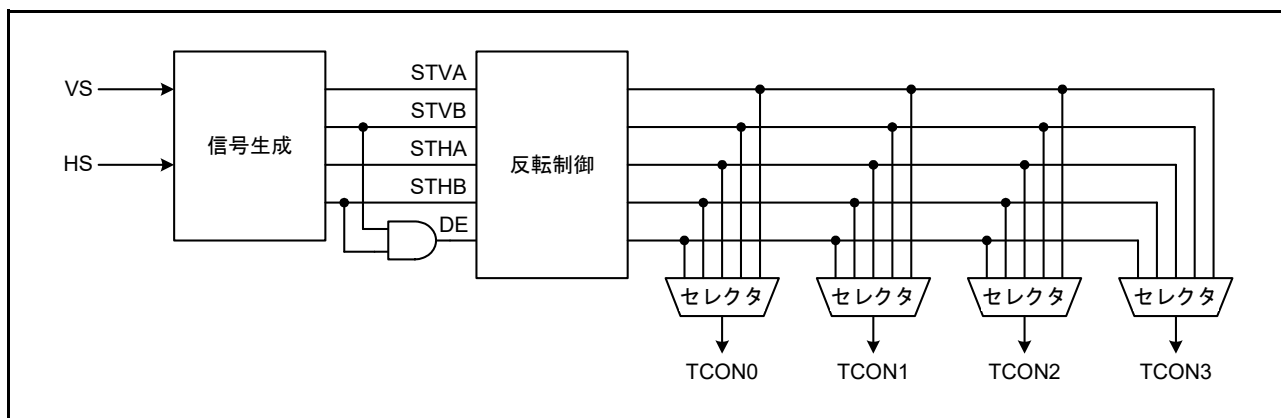 VS
HS
信号生成
STVA
STVB
STHA
STHB
DE
反転制御
セレクタ
セレクタ
セレクタ
セレクタ
TCON0
TCON1
TCON2
TCON3